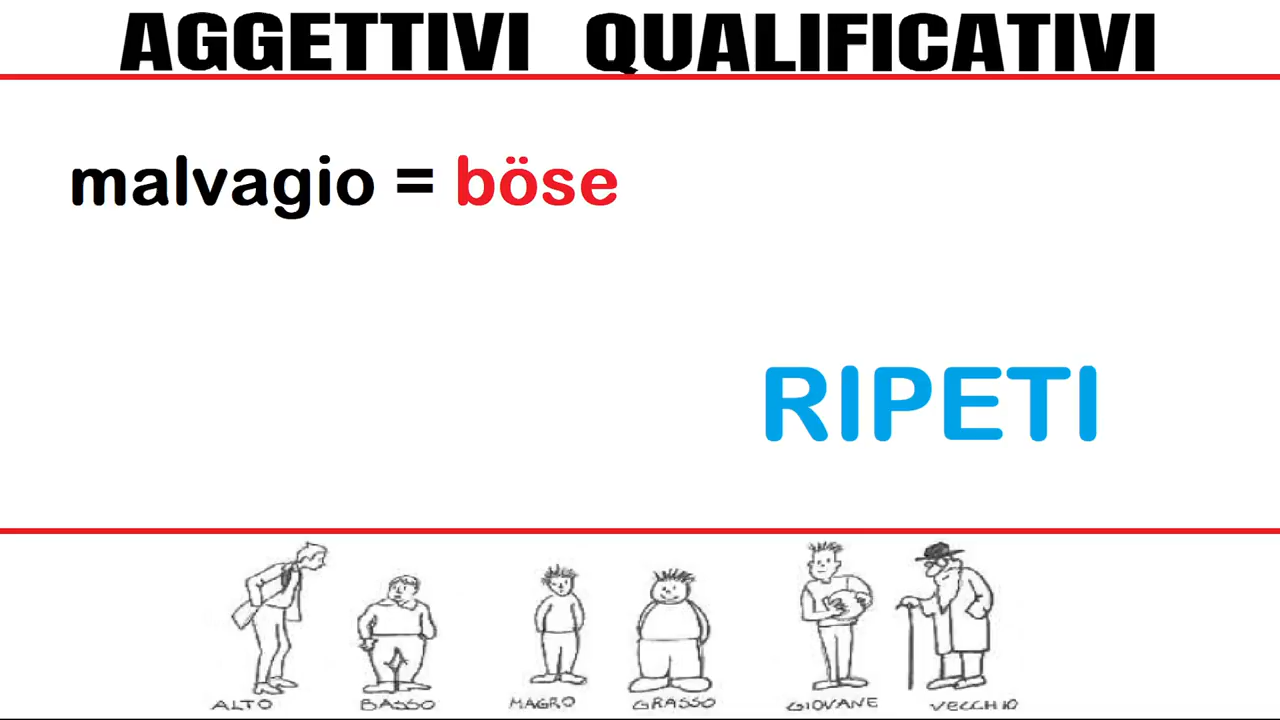 AGGETTIVI QUALIFICATIVI
malvagio = böse
RIPETI
ALTO BASSO MAGRO GRASSO GIOVANE VECCHIO